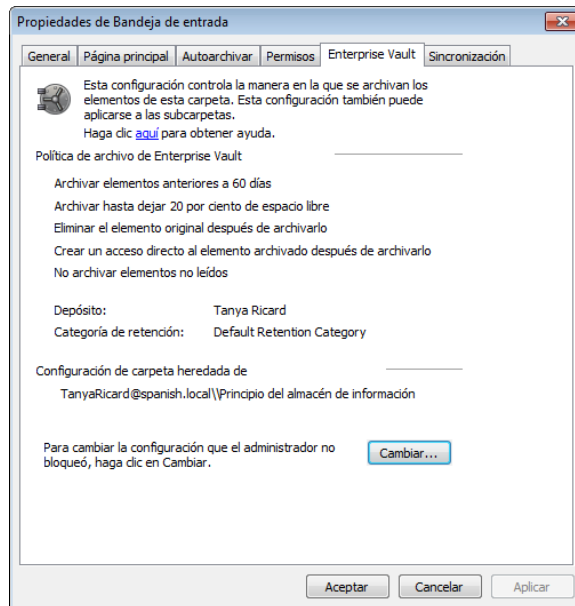 Propiedades de Bandeja de entrada
General
Página principal
Autoarchivar
Permisos
Enterprise Vault
Sincronización
Esta configuración controla la manera en la que se archivan los
elementos de esta carpeta. Esta configuración también puede
aplicarse a las subcarpetas.
Haga clic aquí para obtener ayuda.
Política de archivo de Enterprise Vault
Archivar elementos anteriores a 60 días
Archivar hasta dejar 20 por ciento de espacio libre
Eliminar el elemento original después de archivarlo
Crear un acceso directo al elemento archivado después de archivarlo
No archivar elementos no leídos
Depósito: Tanya Ricard
Categoría de retención: Default Retention Category
Configuración de carpeta heredada de
TanyaRicard@spanish.local\\Principio del almacén de información
Para cambiar la configuración que el administrador no
bloqueó, haga clic en Cambiar.
Cambiar...
Aceptar
Cancelar
Aplicar